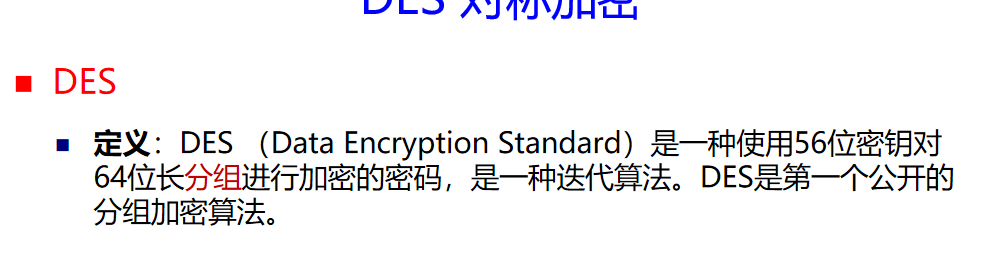 DES 对称加密
DES
定义：DES （Data Encryption Standard）是一种使用56位密钥对
64位长分组进行加密的密码，是一种迭代算法。DES是第一个公开的
分组加密算法。